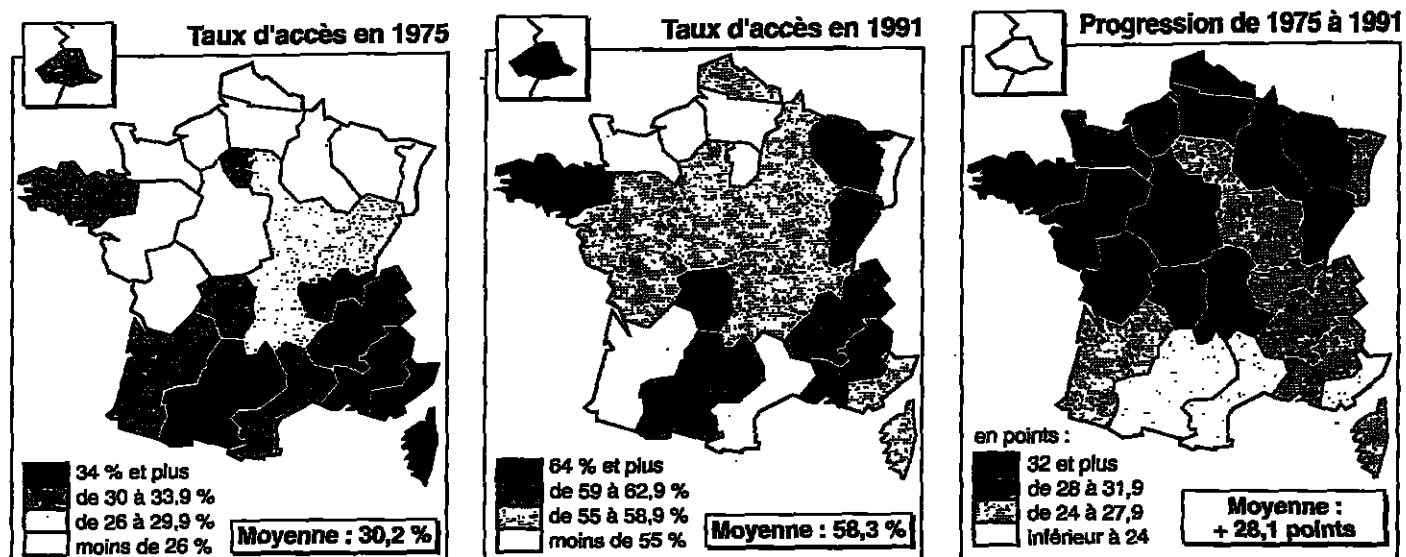 Taux d'accès en 1975
34 % et plus
de 30 à 33,9 %
de 26 à 29,9 %
moins de 26 %
Moyenne : 30,2 %
Taux d'accès en 1991
64 % et plus
de 59 à 62,9 %
de 55 à 58,9 %
moins de 55 %
Moyenne : 58,3 %
Progression de 1975 à 1991
en points :
32 et plus
de 28 à 31,9
de 24 à 27,9
inférieur à 24
Moyenne :
+ 28,1 points